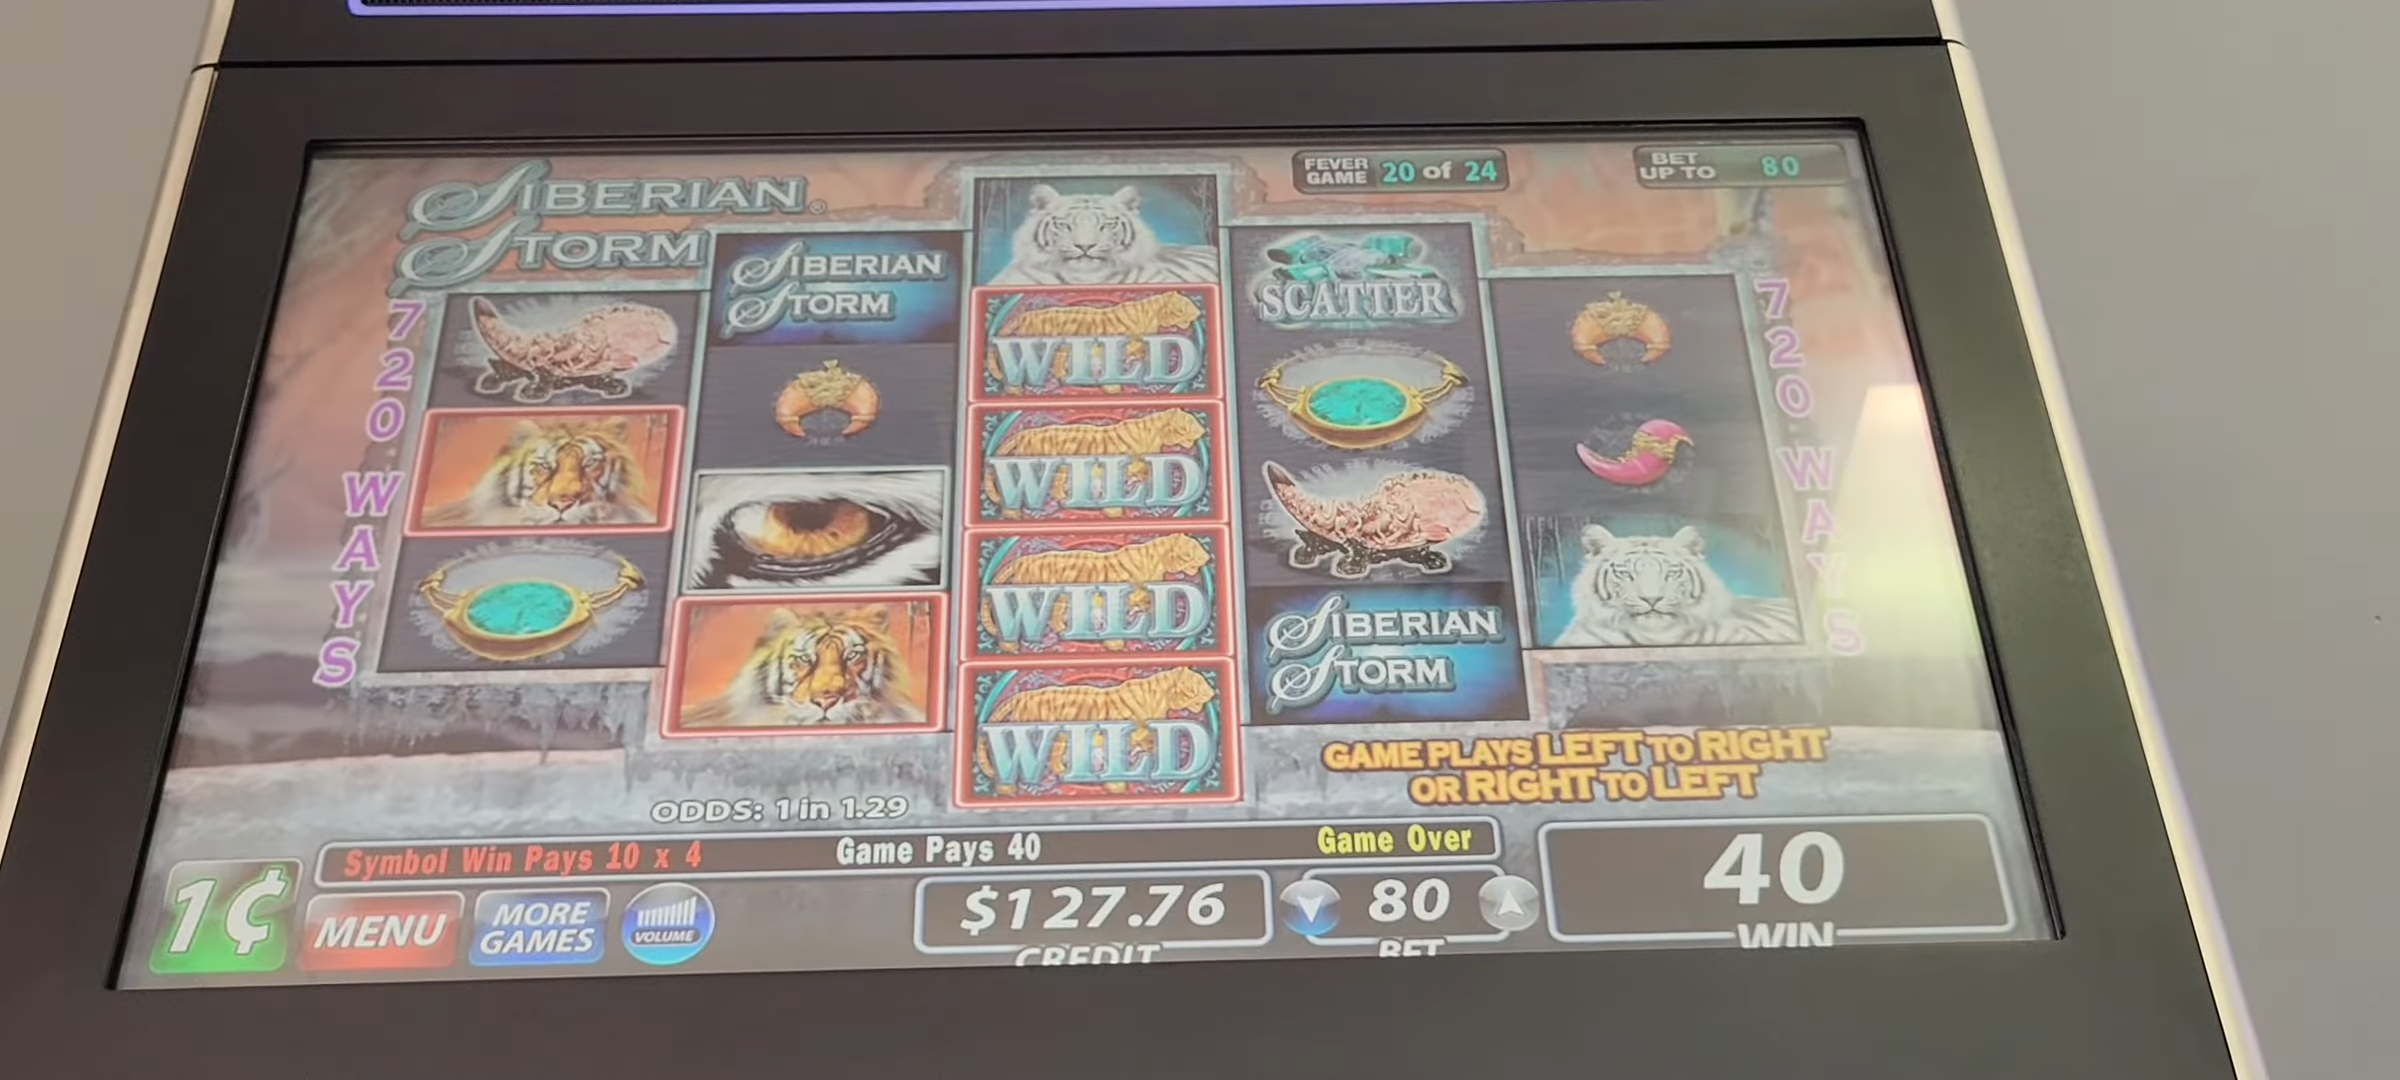 SIBERIAN
STORM
FEVER
GAME 20 of 24
BET
UP TO 80
720 WAYS
SIBERIAN
STORM
SCATTER
WILD
WILD
WILD
WILD
SIBERIAN
STORM
720 WAYS
GAME PLAYS LEFT TO RIGHT
OR RIGHT TO LEFT
ODDS: 1 in 1.29
Symbol Win Pays 10 x 4 Game Pays 40 Game Over
1¢
MENU
MORE
GAMES
VOLUME
$127.76
CREDIT
80
BET
40
WIN